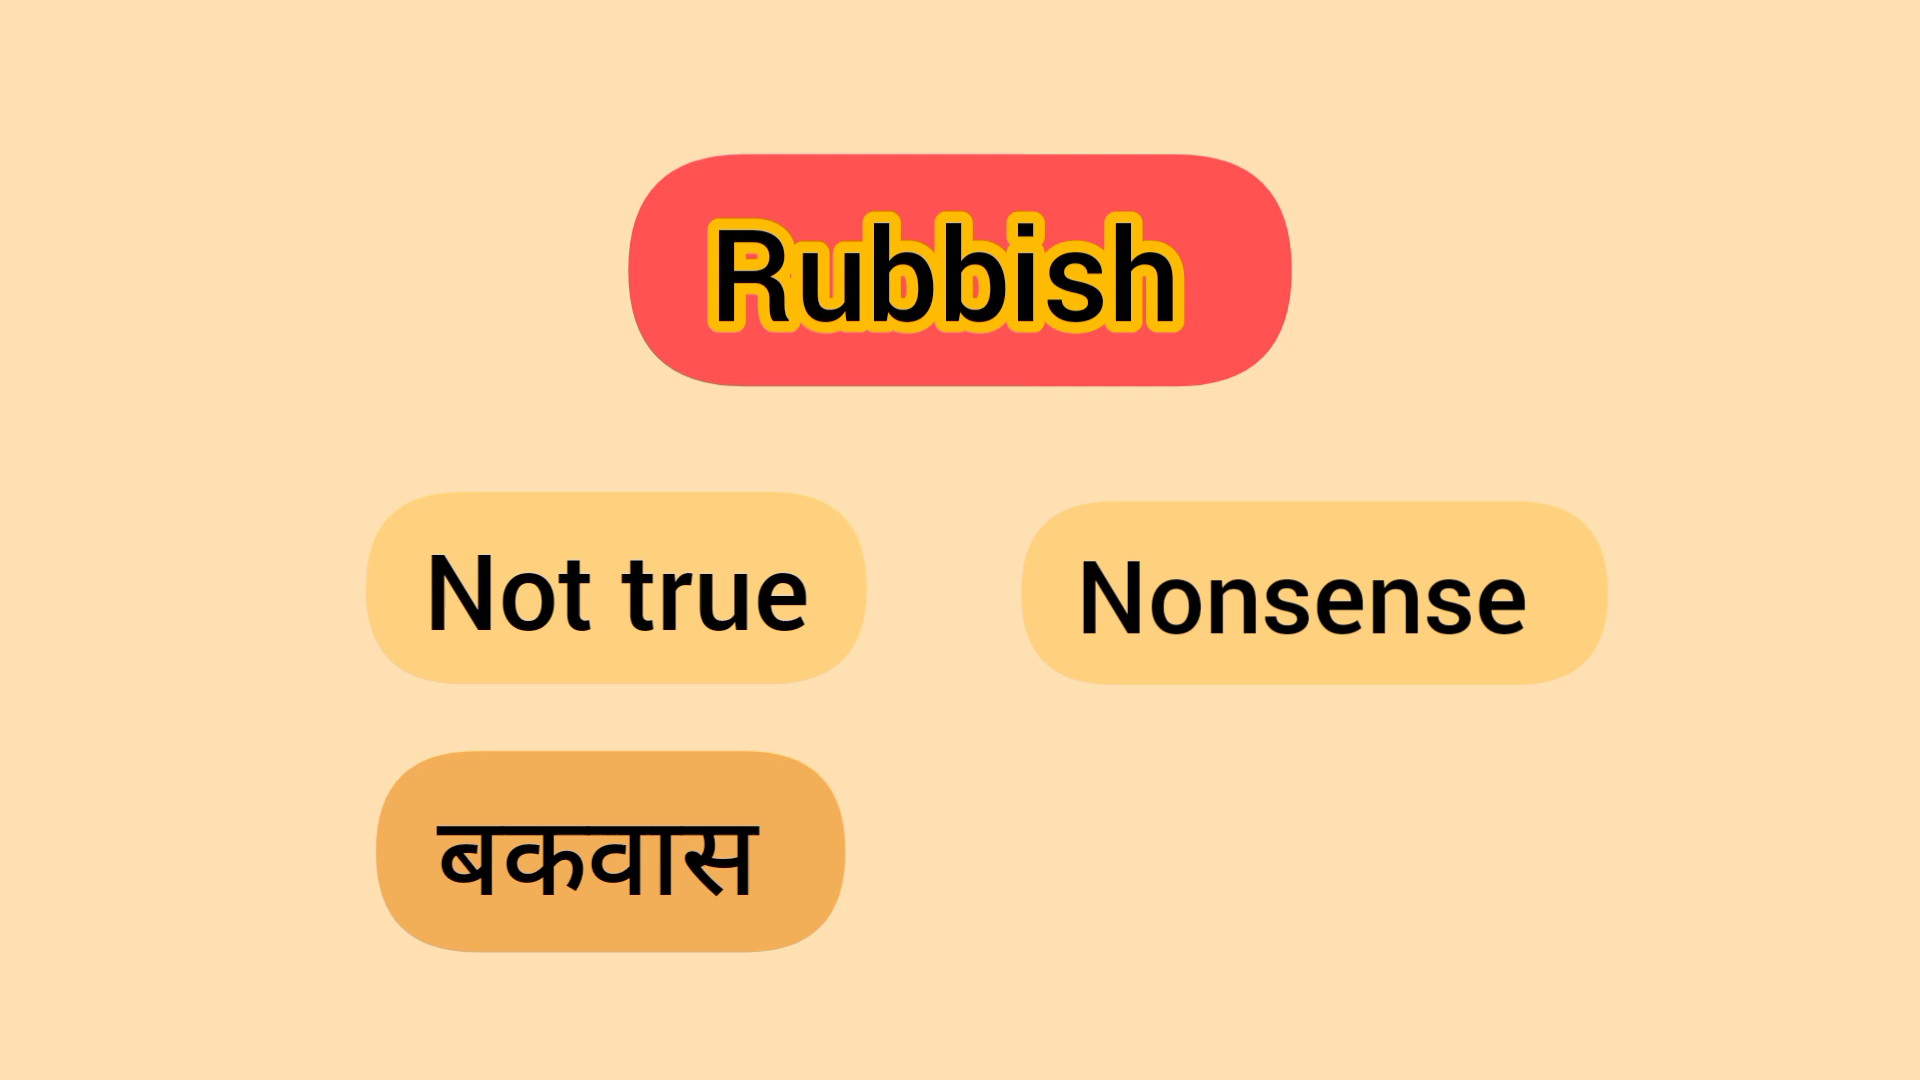 Rubbish
Not true
Nonsense
बकवास